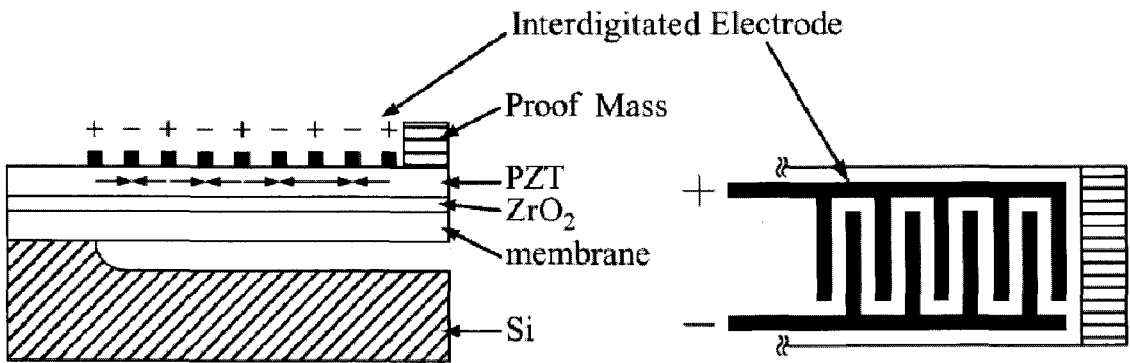 Interdigitated Electrode
Proof Mass
+ - + - + - + - +
PZT
ZrO₂
membrane
Si
+
-